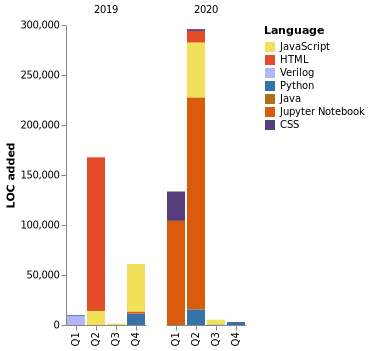 2019
2020
LOC added
300,000
250,000
200,000
150,000
100,000
50,000
0
Q1
Q2
Q3
Q4
Q1
Q2
Q3
Q4
Language
JavaScript
HTML
Verilog
Python
Java
Jupyter Notebook
CSS